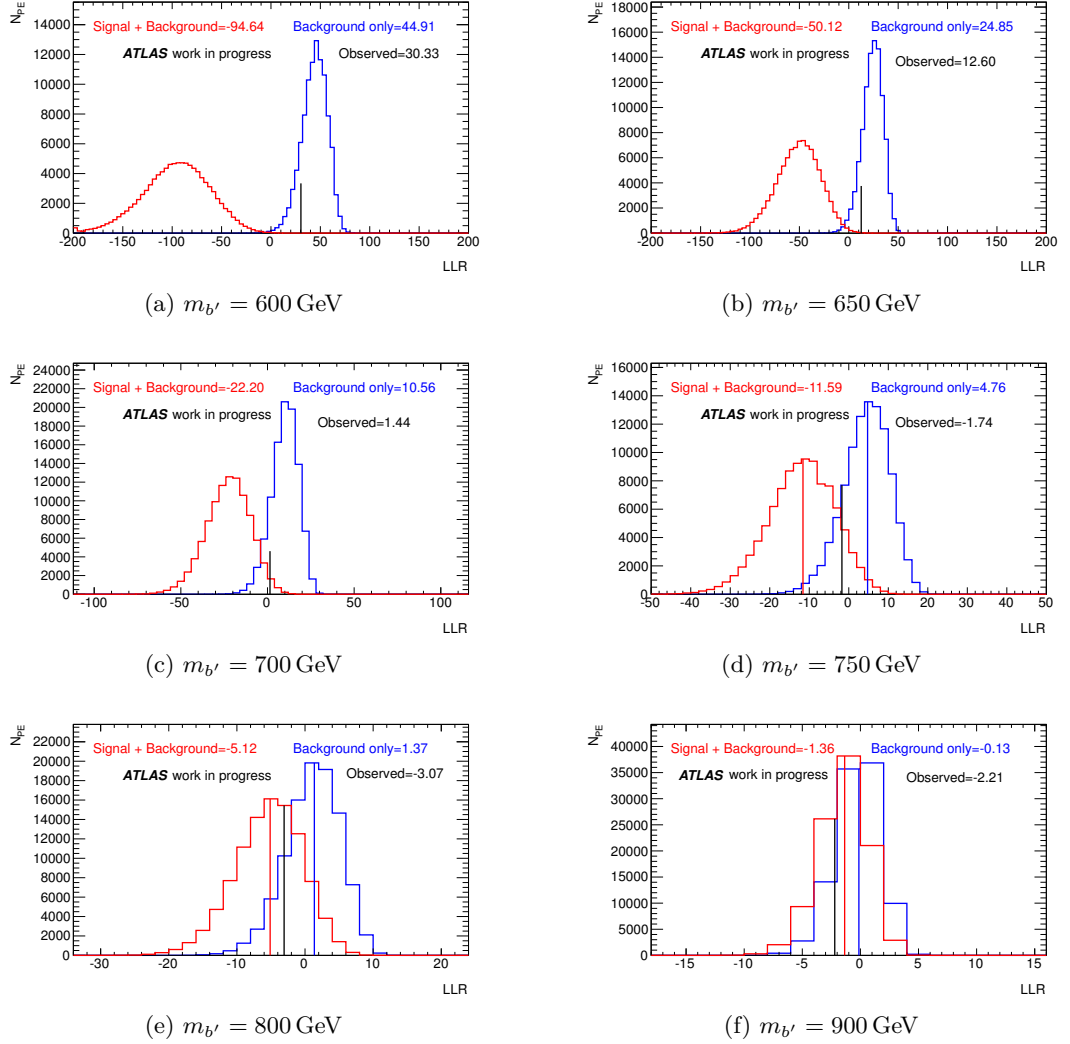 N_PE
Signal + Background=-94.64 Background only=44.91
ATLAS work in progress Observed=30.33
14000
12000
10000
8000
6000
4000
2000
0
-200 -150 -100 -50 0 50 100 150 200
LLR
(a) m_{b′} = 600 GeV
N_PE
16000
Signal + Background=-50.12 Background only=24.85
ATLAS work in progress Observed=12.60
14000
12000
10000
8000
6000
4000
2000
0
-200 -150 -100 -50 0 50 100 150 200
LLR
(b) m_{b′} = 650 GeV
N_PE
24000
Signal + Background=-22.20 Background only=10.56
22000
ATLAS work in progress Observed=1.44
20000
18000
16000
14000
12000
10000
8000
6000
4000
2000
0
-100 -50 0 50 100
LLR
(c) m_{b′} = 700 GeV
N_PE
16000
Signal + Background=-11.59 Background only=4.76
ATLAS work in progress Observed=-1.74
14000
12000
10000
8000
6000
4000
2000
0
-50 -40 -30 -20 -10 0 10 20 30 40 50
LLR
(d) m_{b′} = 750 GeV
N_PE
22000
Signal + Background=-5.12 Background only=1.37
20000
ATLAS work in progress Observed=-3.07
18000
16000
14000
12000
10000
8000
6000
4000
2000
0
-30 -20 -10 0 10 20
LLR
(e) m_{b′} = 800 GeV
N_PE
40000
Signal + Background=-1.36 Background only=-0.13
ATLAS work in progress Observed=-2.21
35000
30000
25000
20000
15000
10000
5000
0
-15 -10 -5 0 5 10 15
LLR
(f) m_{b′} = 900 GeV